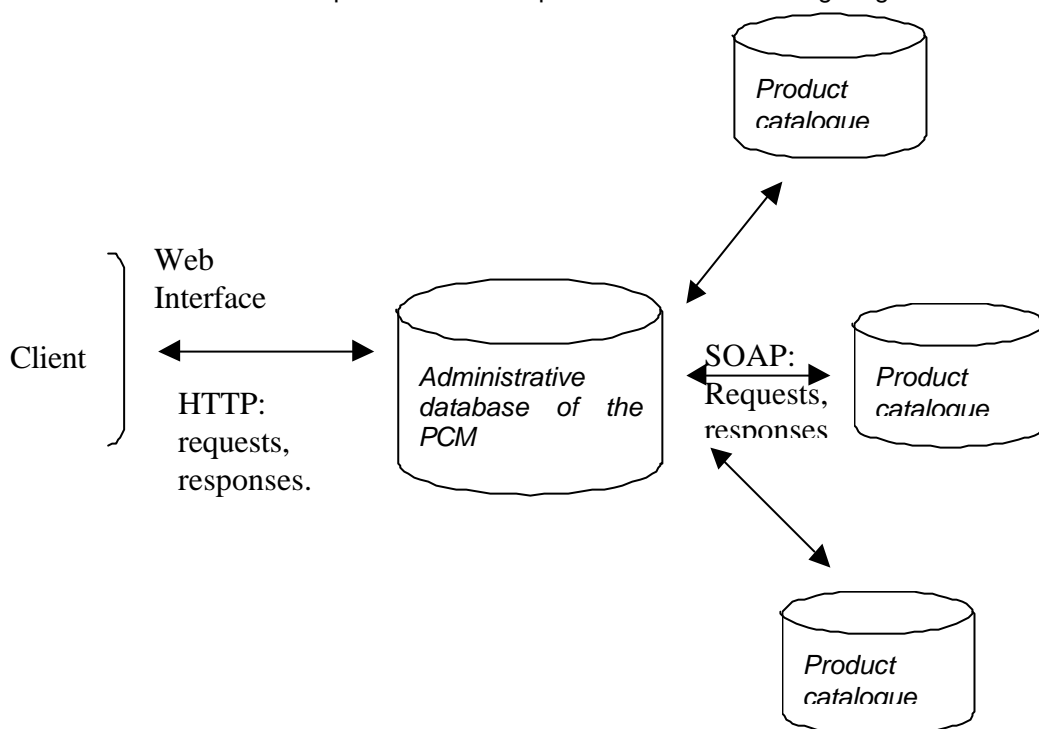 Product
catalogue
Web
Interface
Client
HTTP:
requests,
responses.
Administrative
database of the
PCM
SOAP:
Requests,
responses
Product
catalogue
Product
catalogue